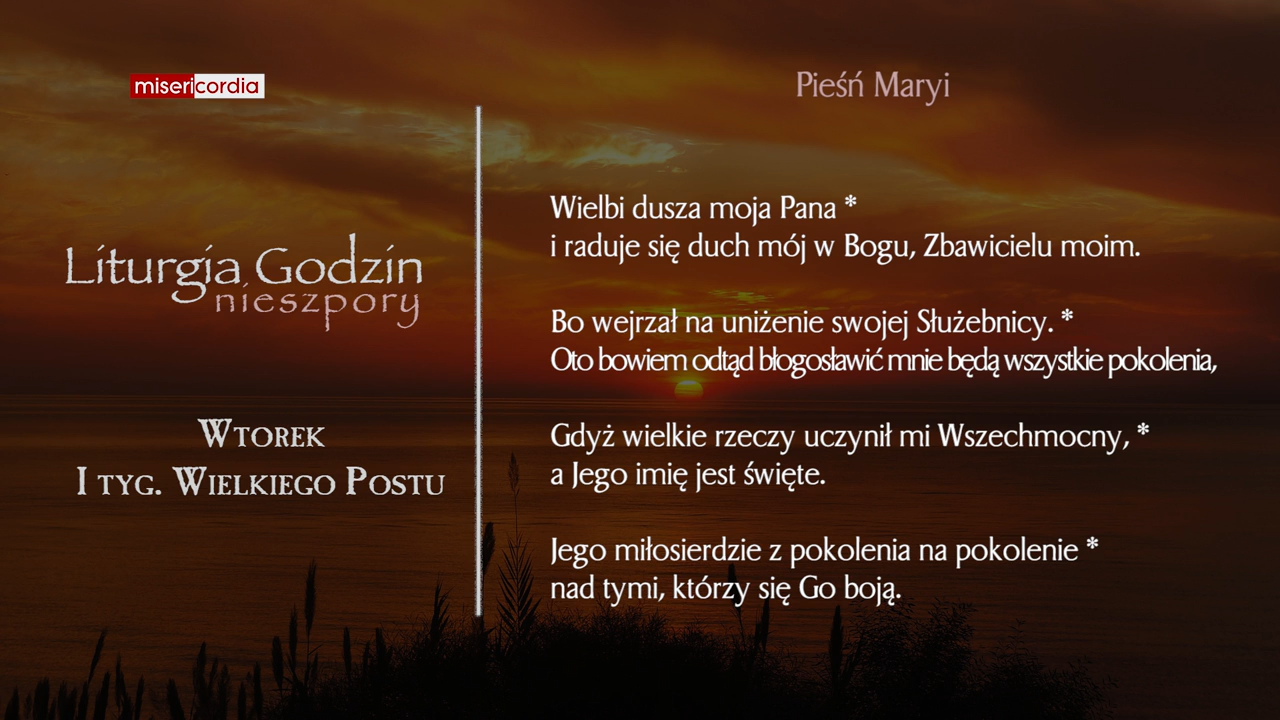 misericordia
Liturgia Godzin
nieszpory
Wtorek
I tyg. Wielkiego Postu
Pieśń Maryi
Wielbi dusza moja Pana *
i raduje się duch mój w Bogu, Zbawicielu moim.
Bo wejrzał na uniżenie swojej Służebnicy. *
Oto bowiem odtąd błogosławić mnie będą wszystkie pokolenia,
Gdyż wielkie rzeczy uczynił mi Wszechmocny, *
a Jego imię jest święte.
Jego miłosierdzie z pokolenia na pokolenie *
nad tymi, którzy się Go boją.